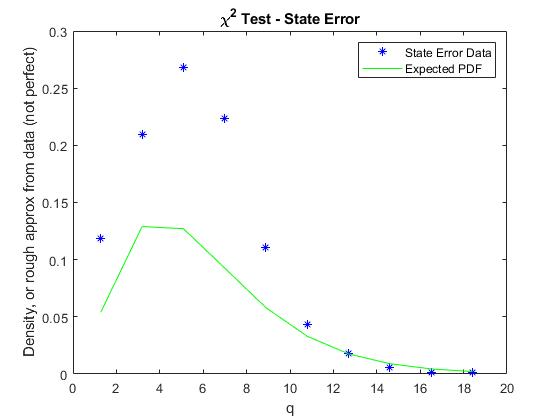 χ² Test - State Error
State Error Data
Expected PDF
Density, or rough approx from data (not perfect)
0.3
0.25
0.2
0.15
0.1
0.05
0
0 2 4 6 8 10 12 14 16 18 20
q